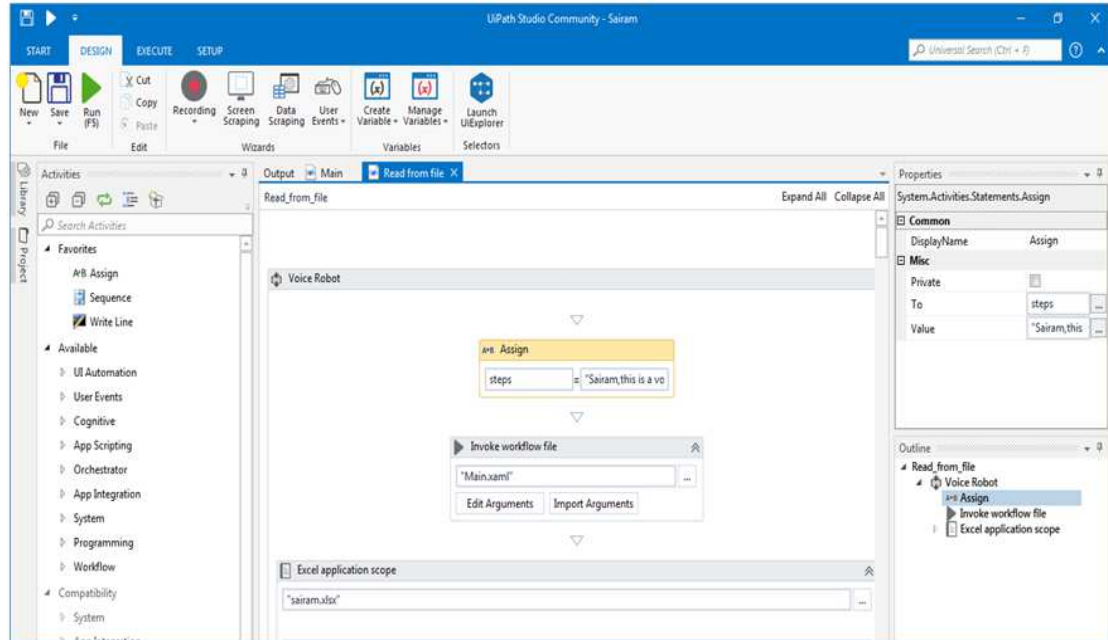 UiPath Studio Community - Sairam
START DESIGN EXECUTE SETUP
Universal Search (Ctrl + F)
New
Save
Run
(F5)
Cut
Copy
Paste
Recording
Screen
Scraping
Data
Scraping
User
Events
Create
Variable
Manage
Variables
Launch
UiExplorer
File Edit Wizards Variables Selectors
Library
Project
Activities
Search Activities
Favorites
A+B Assign
Sequence
Write Line
Available
UI Automation
User Events
Cognitive
App Scripting
Orchestrator
App Integration
System
Programming
Workflow
Compatibility
System
Output Main Read from file X
Read_from_file Expand All Collapse All
Voice Robot
A+B Assign
steps = "Sairam,this is a vo
Invoke workflow file
"Main.xaml" ...
Edit Arguments Import Arguments
Excel application scope
"sairam.xlsx" ...
Properties
System.Activities.Statements.Assign
Common
DisplayName Assign
Misc
Private
To steps ...
Value "Sairam,this ...
Outline
Read_from_file
Voice Robot
A+B Assign
Invoke workflow file
Excel application scope